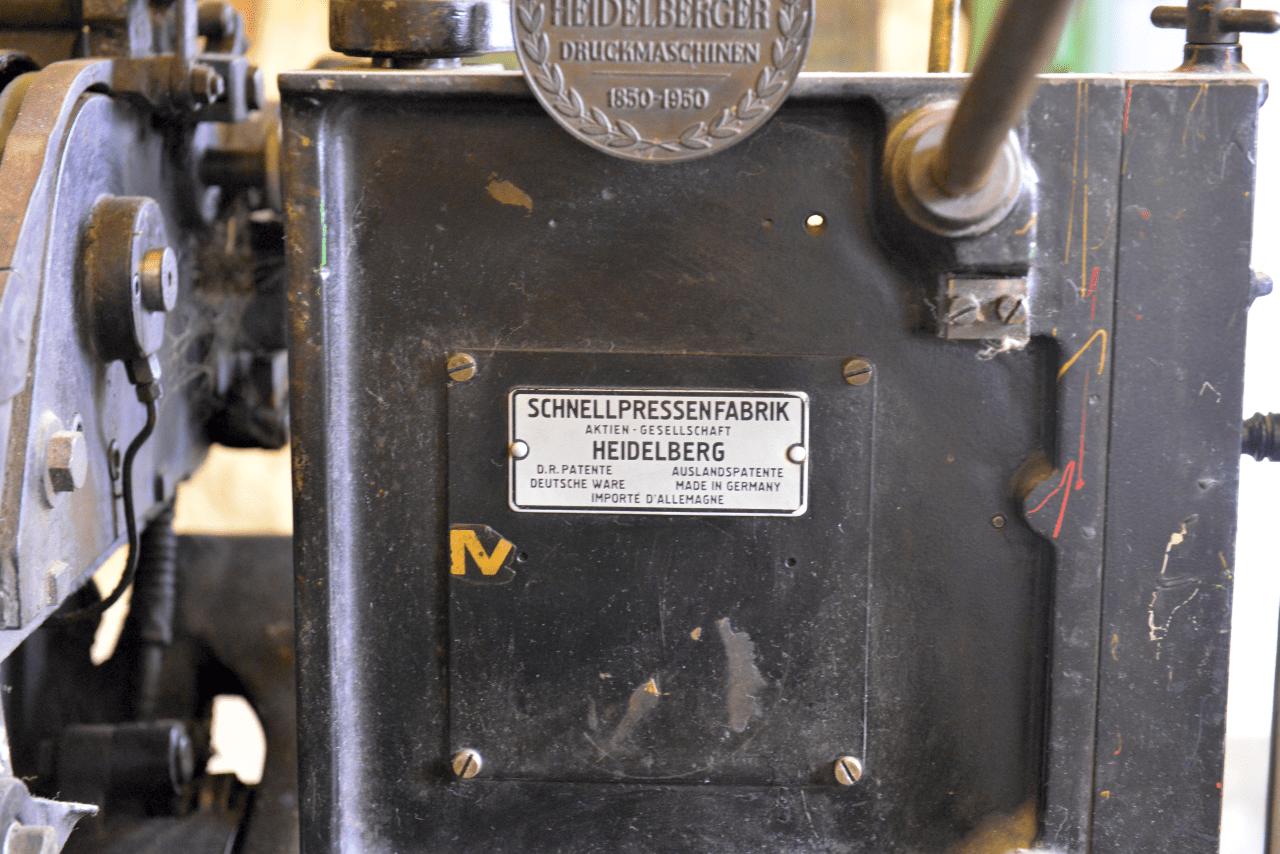 HEIDELBERGER
DRUCKMASCHINEN
1850-1950
SCHNELLPRESSENFABRIK
AKTIEN - GESELLSCHAFT
HEIDELBERG
D.R. PATENTE AUSLANDSPATENTE
DEUTSCHE WARE MADE IN GERMANY
IMPORTÉ D'ALLEMAGNE